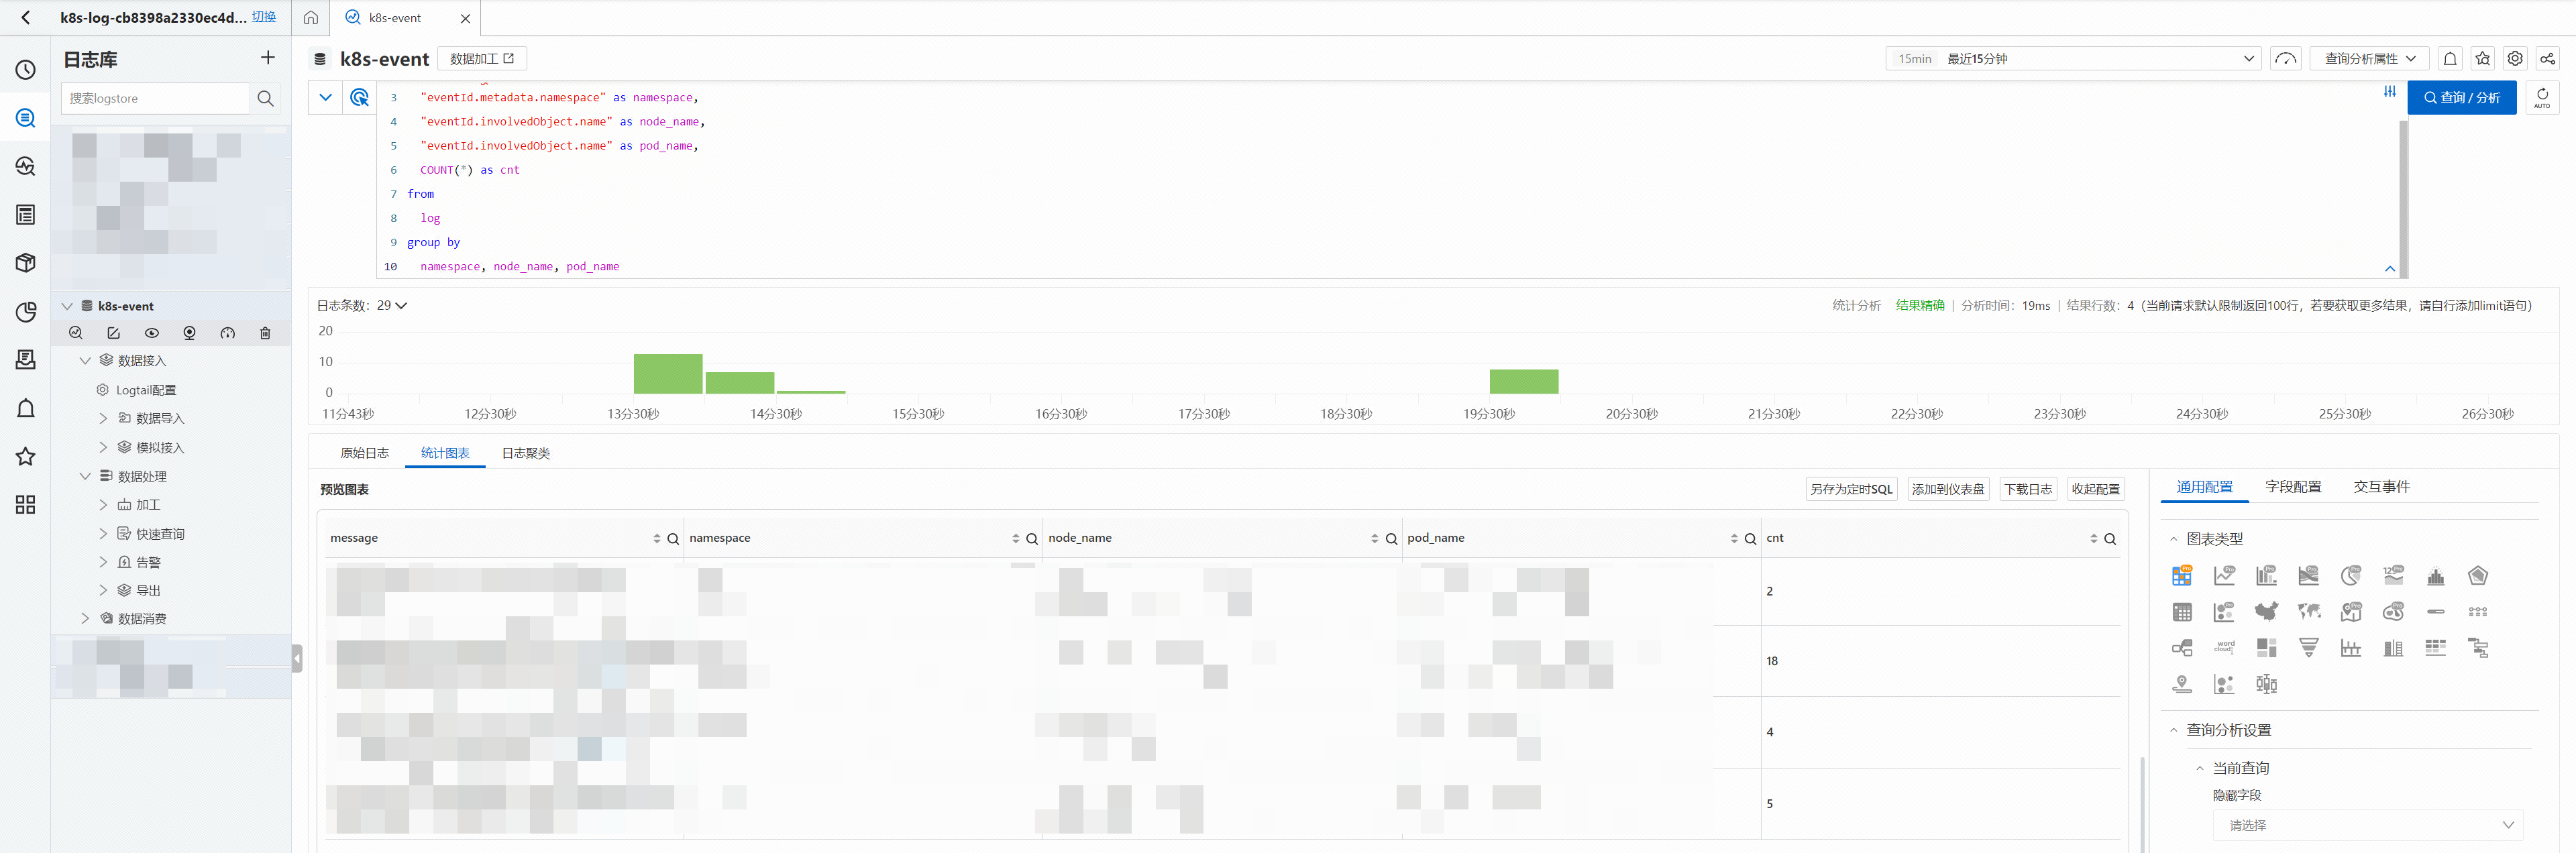 k8s-log-cb8398a2330ec4d... 切换
k8s-event
日志库
搜索logstore
k8s-event
数据接入
Logtail配置
数据导入
模拟接入
数据处理
加工
快速查询
告警
导出
数据消费
k8s-event 数据加工
15min 最近15分钟
查询分析属性
3 "eventId.metadata.namespace" as namespace,
4 "eventId.involvedObject.name" as node_name,
5 "eventId.involvedObject.name" as pod_name,
6 COUNT(*) as cnt
7 from
8 log
9 group by
10 namespace, node_name, pod_name
查询 / 分析
AUTO
日志条数：29
统计分析 结果精确 | 分析时间：19ms | 结果行数：4（当前请求默认限制返回100行，若要获取更多结果，请自行添加limit语句）
20
10
0
11分43秒 12分30秒 13分30秒 14分30秒 15分30秒 16分30秒 17分30秒 18分30秒 19分30秒 20分30秒 21分30秒 22分30秒 23分30秒 24分30秒 25分30秒 26分30秒
原始日志 统计图表 日志聚类
预览图表
另存为定时SQL 添加到仪表盘 下载日志 收起配置
message namespace node_name pod_name cnt
2
18
4
5
通用配置 字段配置 交互事件
图表类型
Pro Pro Pro Pro Pro 123 Pro
word
cloud
查询分析设置
当前查询
隐藏字段
请选择